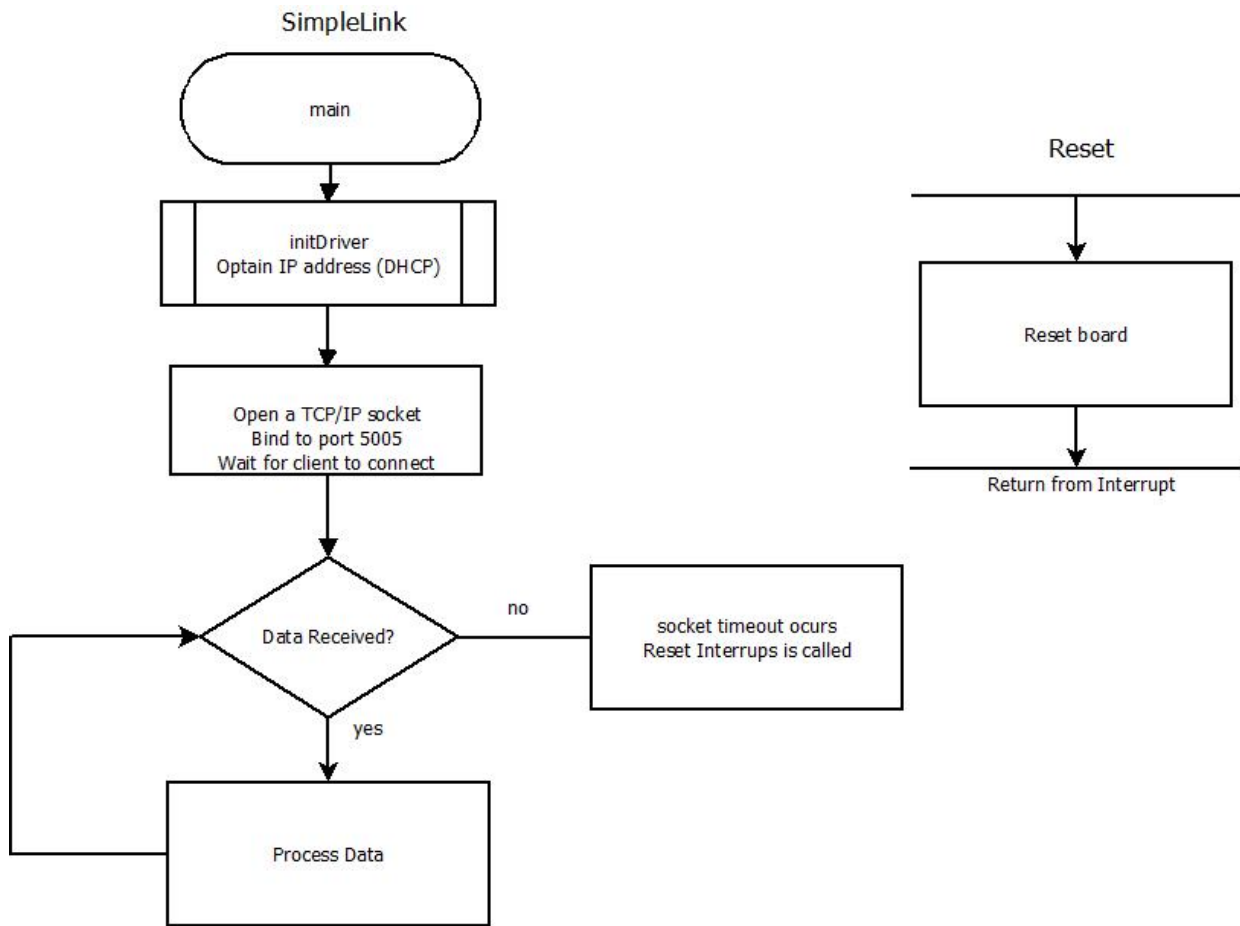 SimpleLink
main
initDriver
Optain IP address (DHCP)
Open a TCP/IP socket
Bind to port 5005
Wait for client to connect
Data Received?
no
socket timeout ocurs
Reset Interrups is called
yes
Process Data
Reset
Reset board
Return from Interrupt